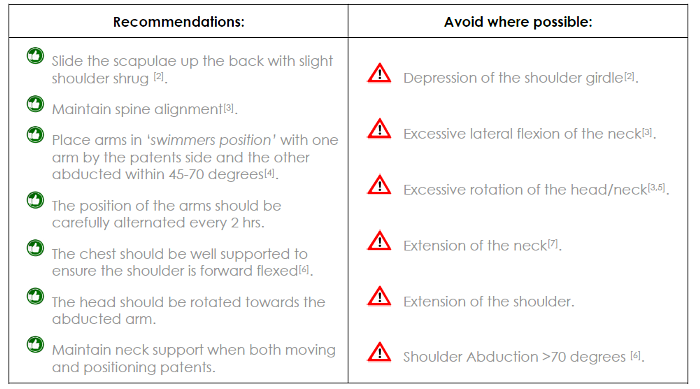 Recommendations:
Slide the scapulae up the back with slight
shoulder shrug [2].
Maintain spine alignment[3].
Place arms in ‘swimmers position’ with one
arm by the patents side and the other
abducted within 45-70 degrees[4].
The position of the arms should be
carefully alternated every 2 hrs.
The chest should be well supported to
ensure the shoulder is forward flexed[6].
The head should be rotated towards the
abducted arm.
Maintain neck support when both moving
and positioning patents.
Avoid where possible:
Depression of the shoulder girdle[2].
Excessive lateral flexion of the neck[3].
Excessive rotation of the head/neck[3,5].
Extension of the neck[7].
Extension of the shoulder.
Shoulder Abduction >70 degrees [6].